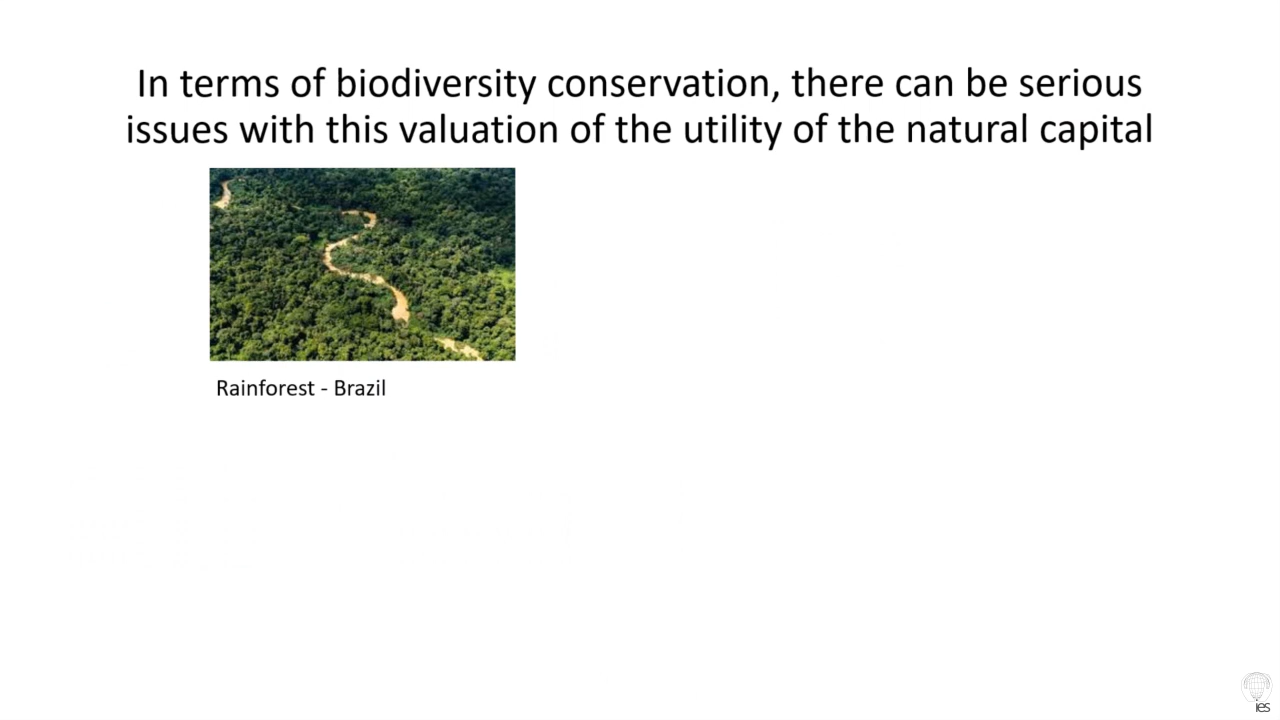 In terms of biodiversity conservation, there can be serious
issues with this valuation of the utility of the natural capital
Rainforest - Brazil
ies